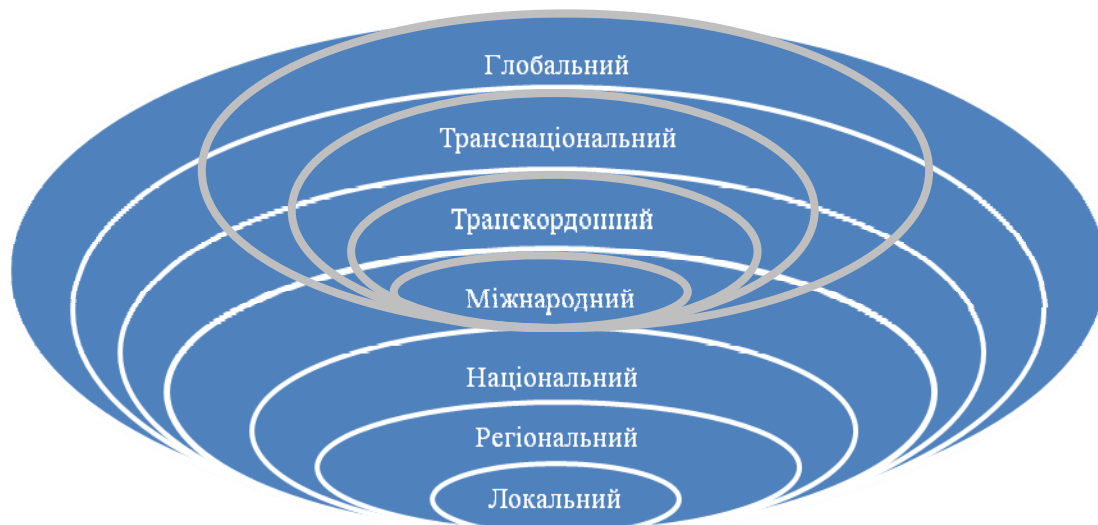 Глобальний
Транснаціональний
Транскордонний
Міжнародний
Національний
Регіональний
Локальний